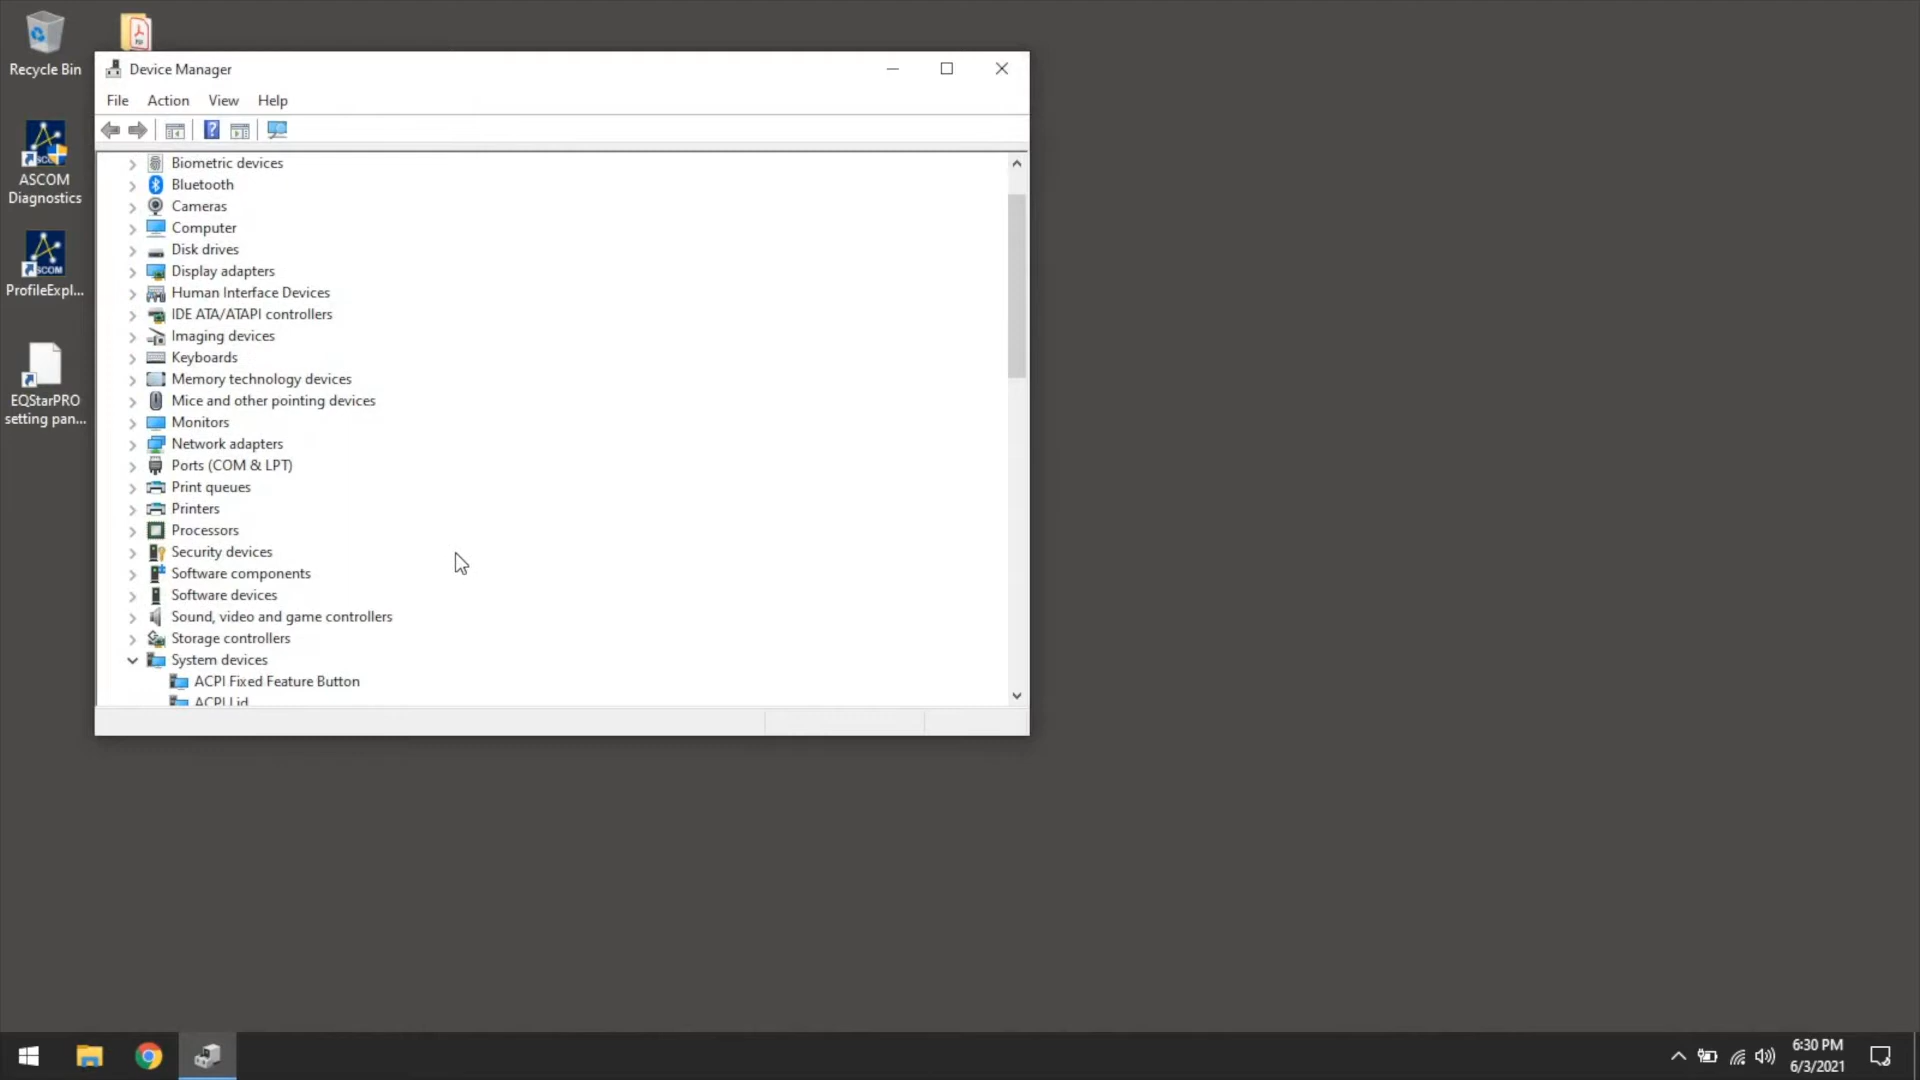 Recycle Bin
ASCOM
Diagnostics
ProfileExpl...
EQStarPRO
setting pan...
Device Manager
File Action View Help
Biometric devices
Bluetooth
Cameras
Computer
Disk drives
Display adapters
Human Interface Devices
IDE ATA/ATAPI controllers
Imaging devices
Keyboards
Memory technology devices
Mice and other pointing devices
Monitors
Network adapters
Ports (COM & LPT)
Print queues
Printers
Processors
Security devices
Software components
Software devices
Sound, video and game controllers
Storage controllers
System devices
ACPI Fixed Feature Button
ACPI Lid
6:30 PM
6/3/2021